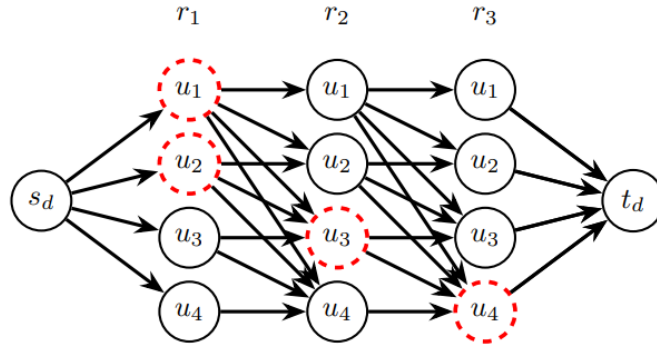 r₁ r₂ r₃
u₁ u₁ u₁
u₂ u₂ u₂
s_d t_d
u₃ u₃ u₃
u₄ u₄ u₄